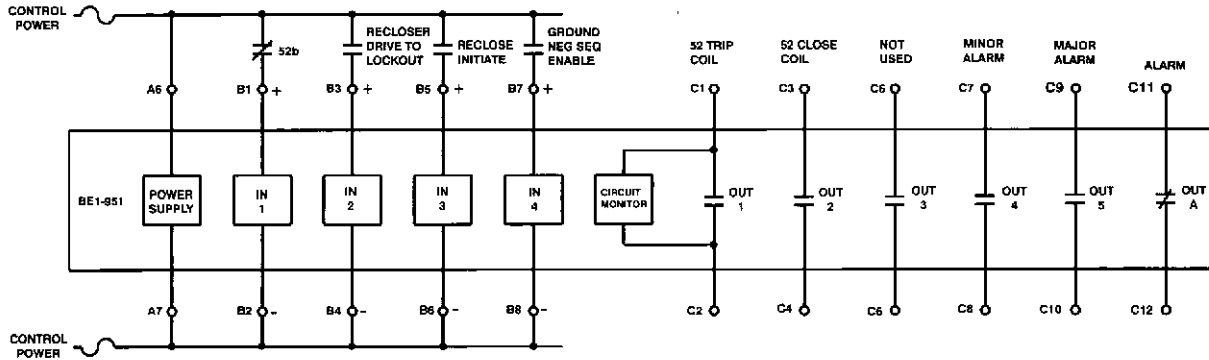 CONTROL
POWER
52b
RECLOSER
DRIVE TO
LOCKOUT
RECLOSE
INITIATE
GROUND
NEG SEQ
ENABLE
52 TRIP
COIL
52 CLOSE
COIL
NOT
USED
MINOR
ALARM
MAJOR
ALARM
ALARM
A6
B1 +
B3 +
B5 +
B7 +
C1
C3
C6
C7
C9
C11
BE1-951
POWER
SUPPLY
IN
1
IN
2
IN
3
IN
4
CIRCUIT
MONITOR
OUT
1
OUT
2
OUT
3
OUT
4
OUT
5
OUT
A
A7
B2 -
B4 -
B6 -
B8 -
C2
C4
C6
C8
C10
C12
CONTROL
POWER